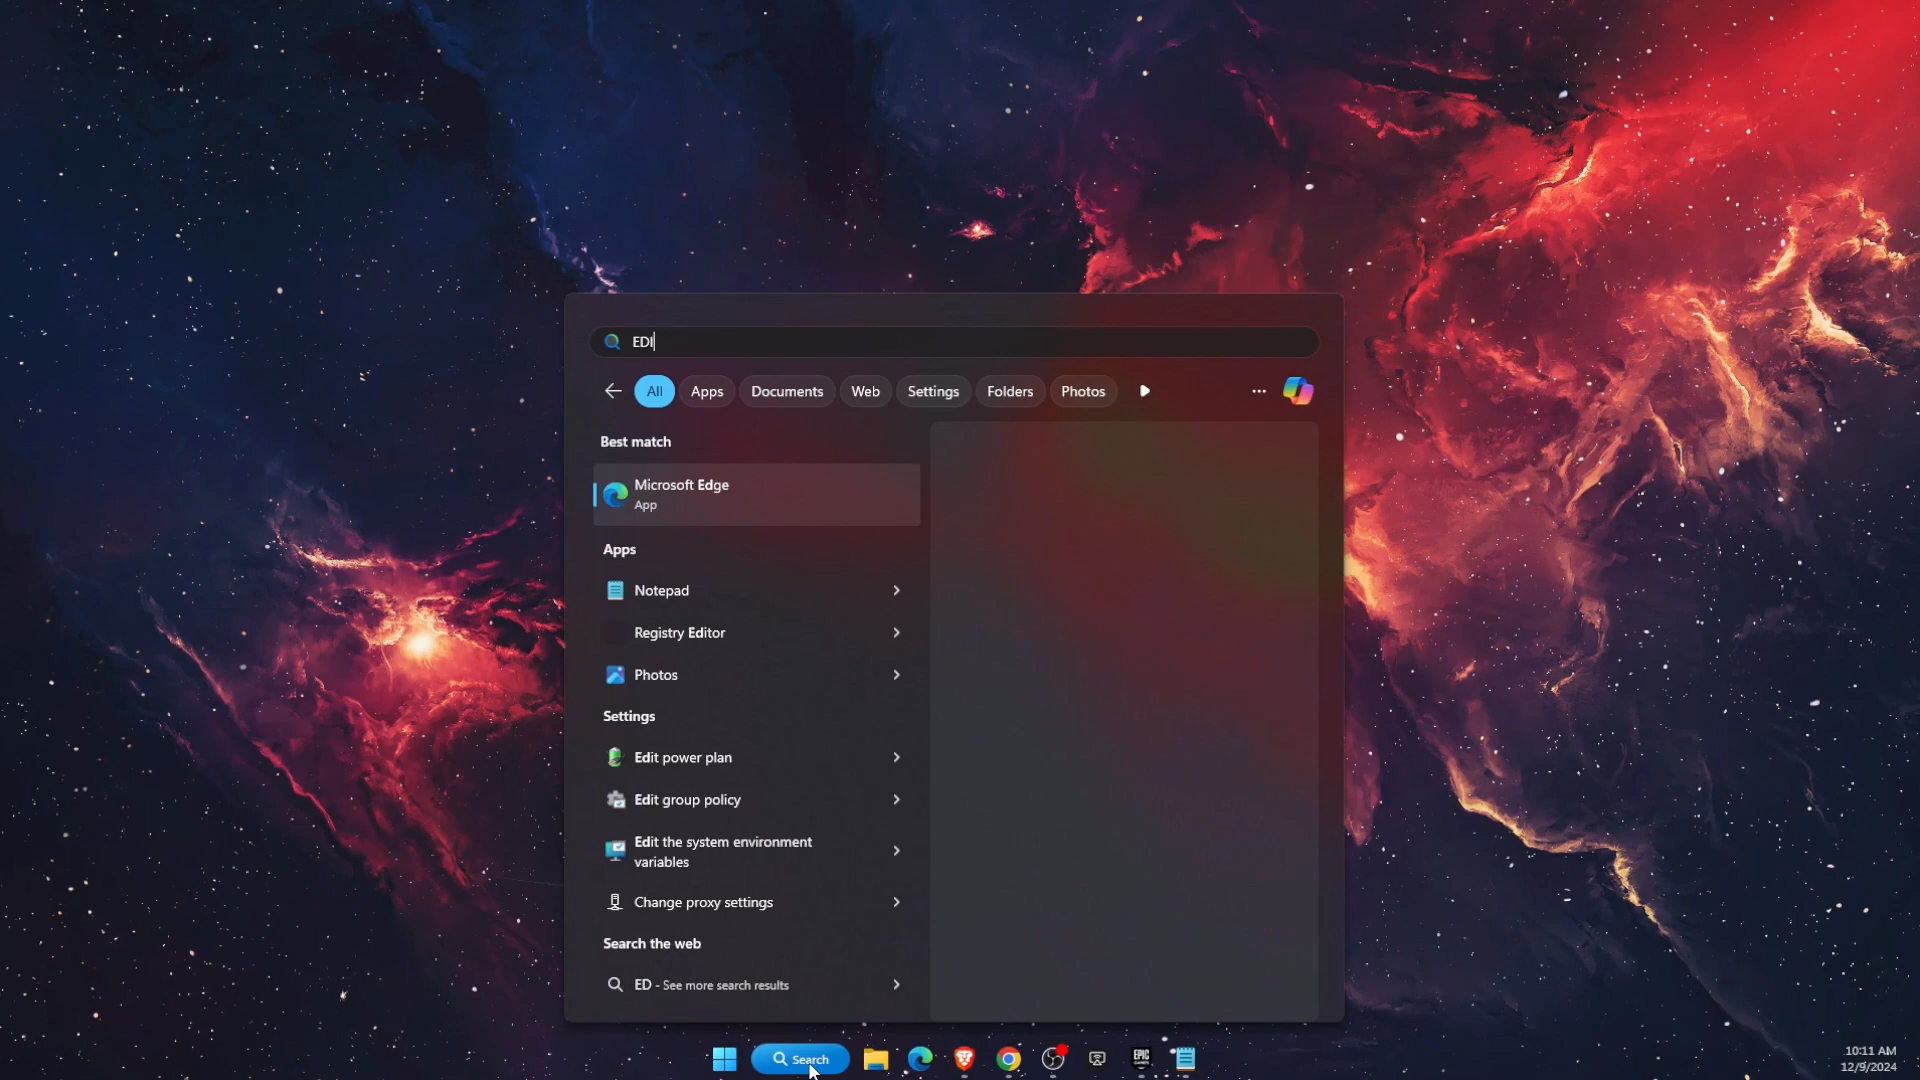 EDI
All Apps Documents Web Settings Folders Photos
Best match
Microsoft Edge
App
Apps
Notepad
Registry Editor
Photos
Settings
Edit power plan
Edit group policy
Edit the system environment
variables
Change proxy settings
Search the web
ED - See more search results
Search
EPIC
GAMES
10:11 AM
12/9/2024